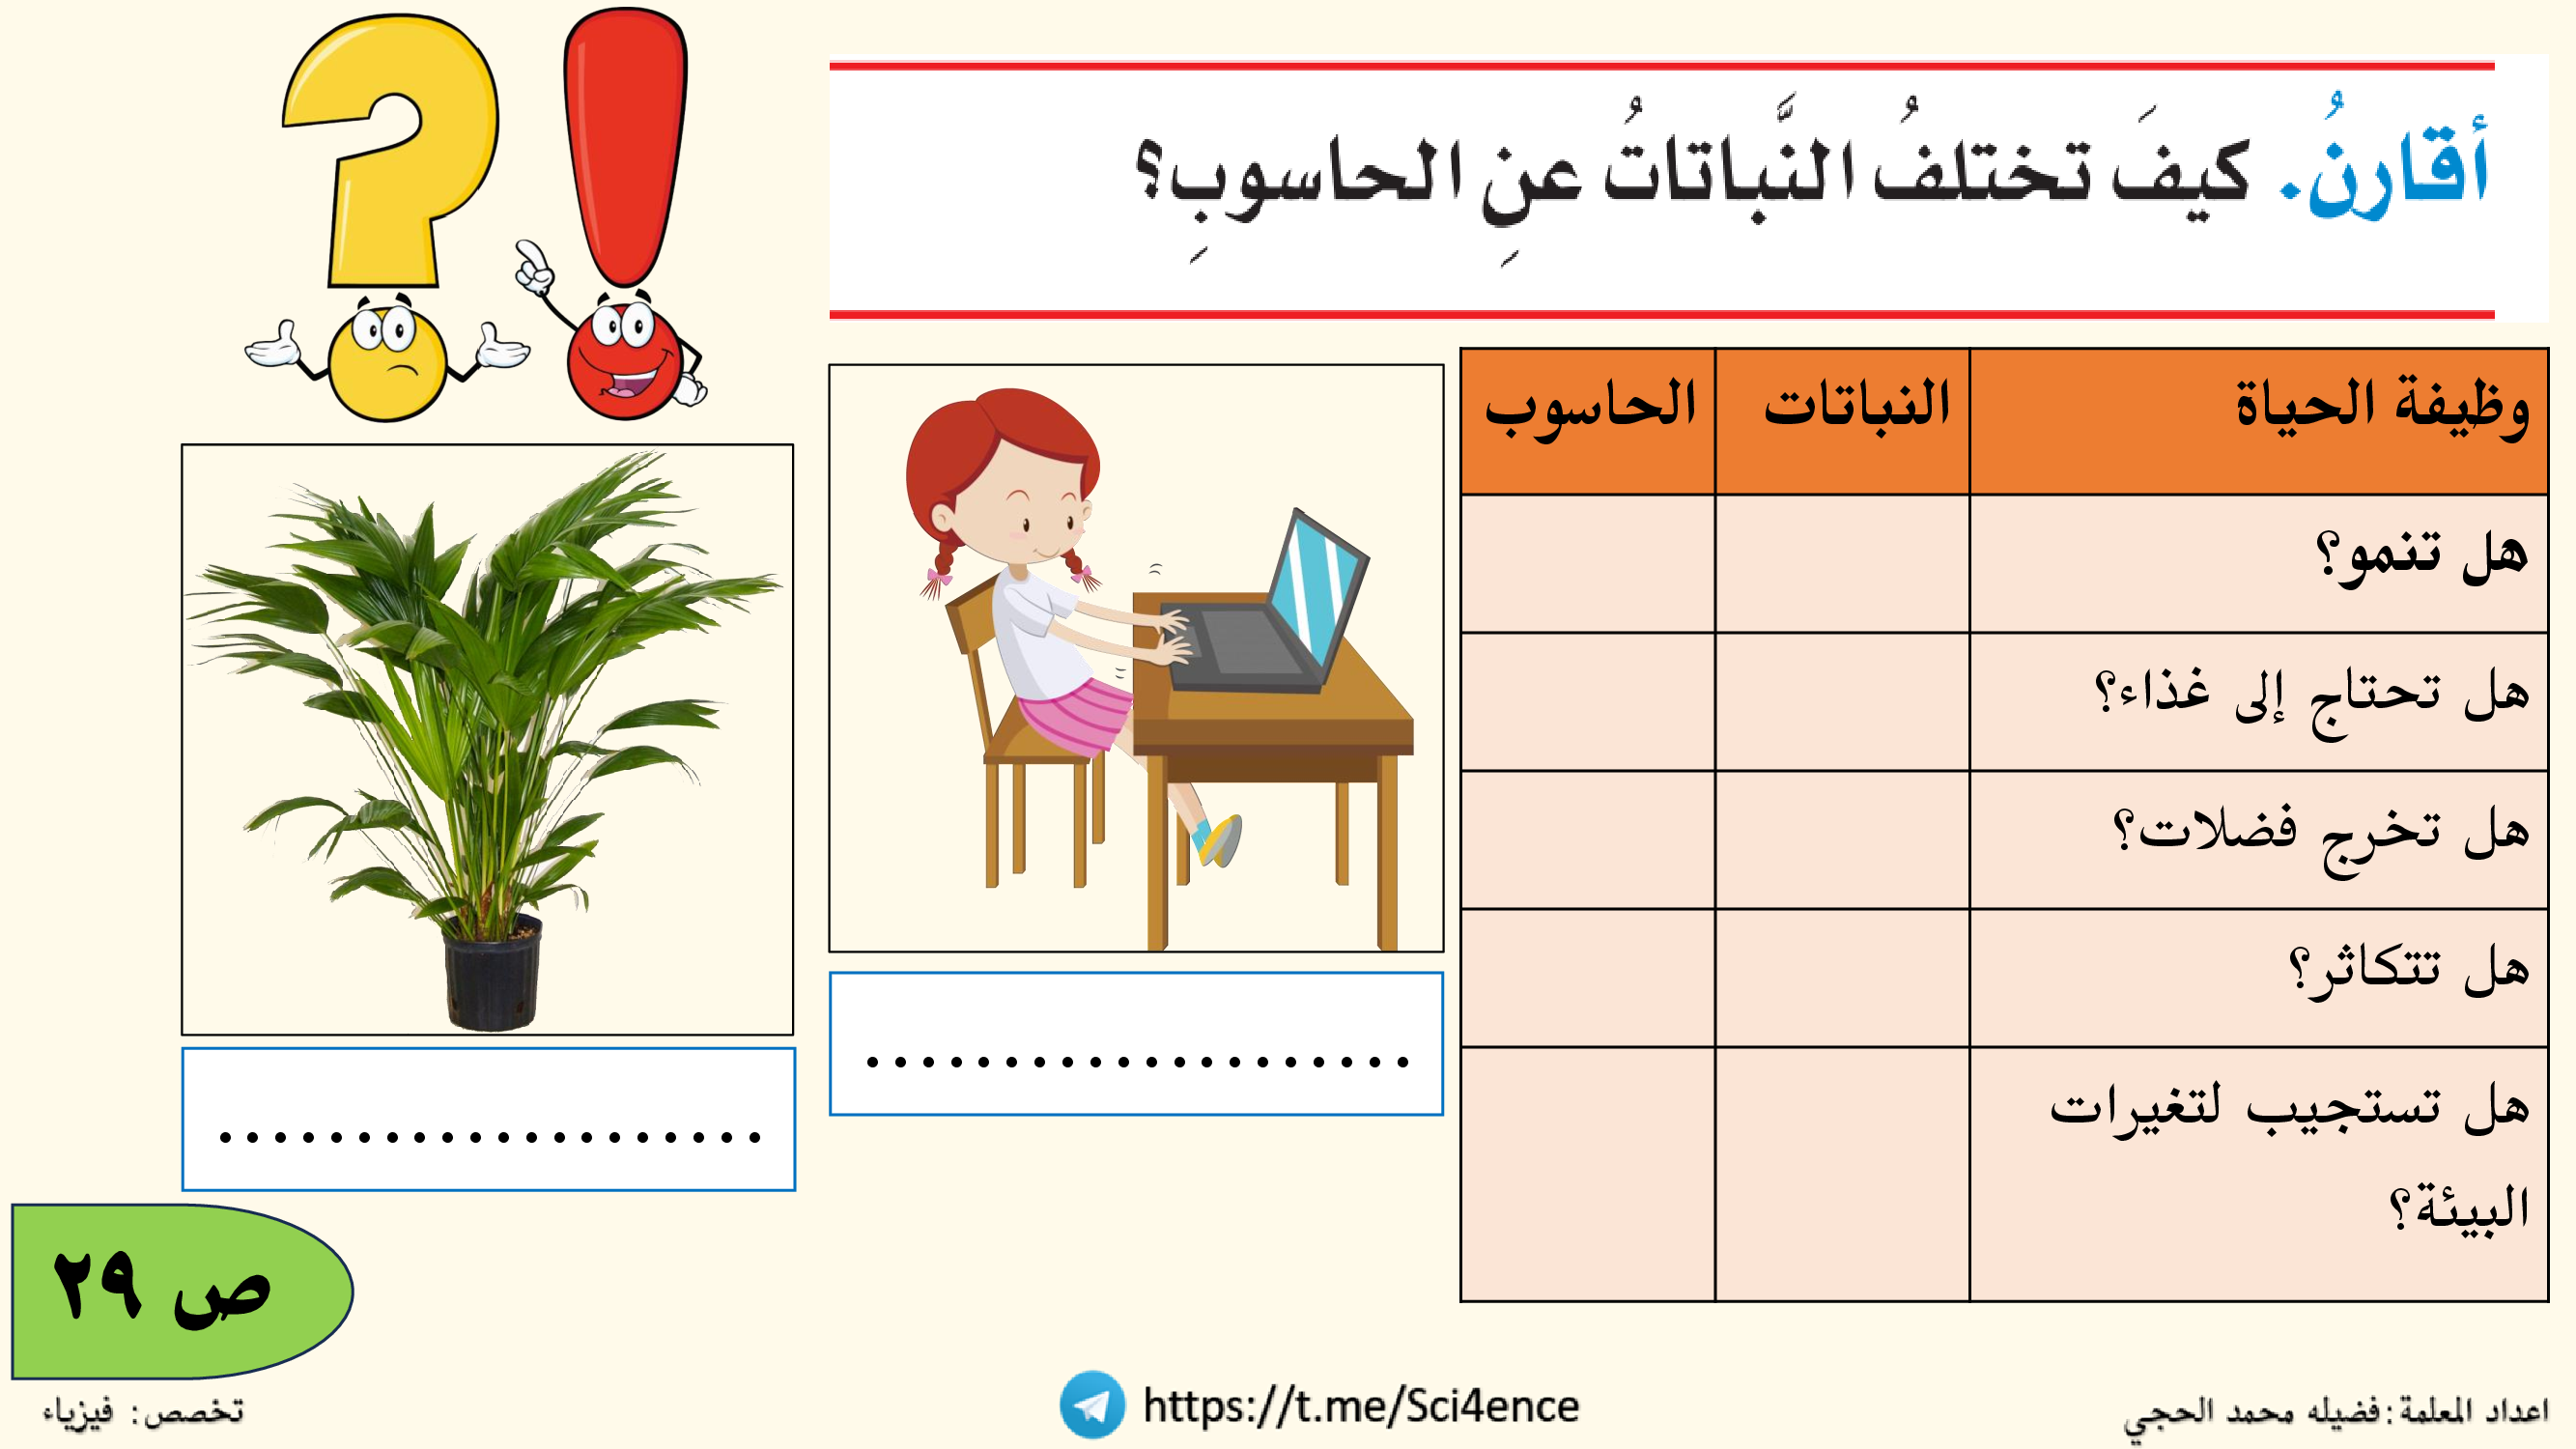 أقارنُ. كيفَ تختلفُ النَّباتاتُ عنِ الحاسوبِ؟
وظيفة الحياة	النباتات	الحاسوب
هل تنمو؟
هل تحتاج إلى غذاء؟
هل تخرج فضلات؟
هل تتكاثر؟
هل تستجيب لتغيرات
البيئة؟
....................
....................
ص ٢٩
اعداد المعلمة:فضيله محمد الحجي
https://t.me/Sci4ence
تخصص: فيزياء